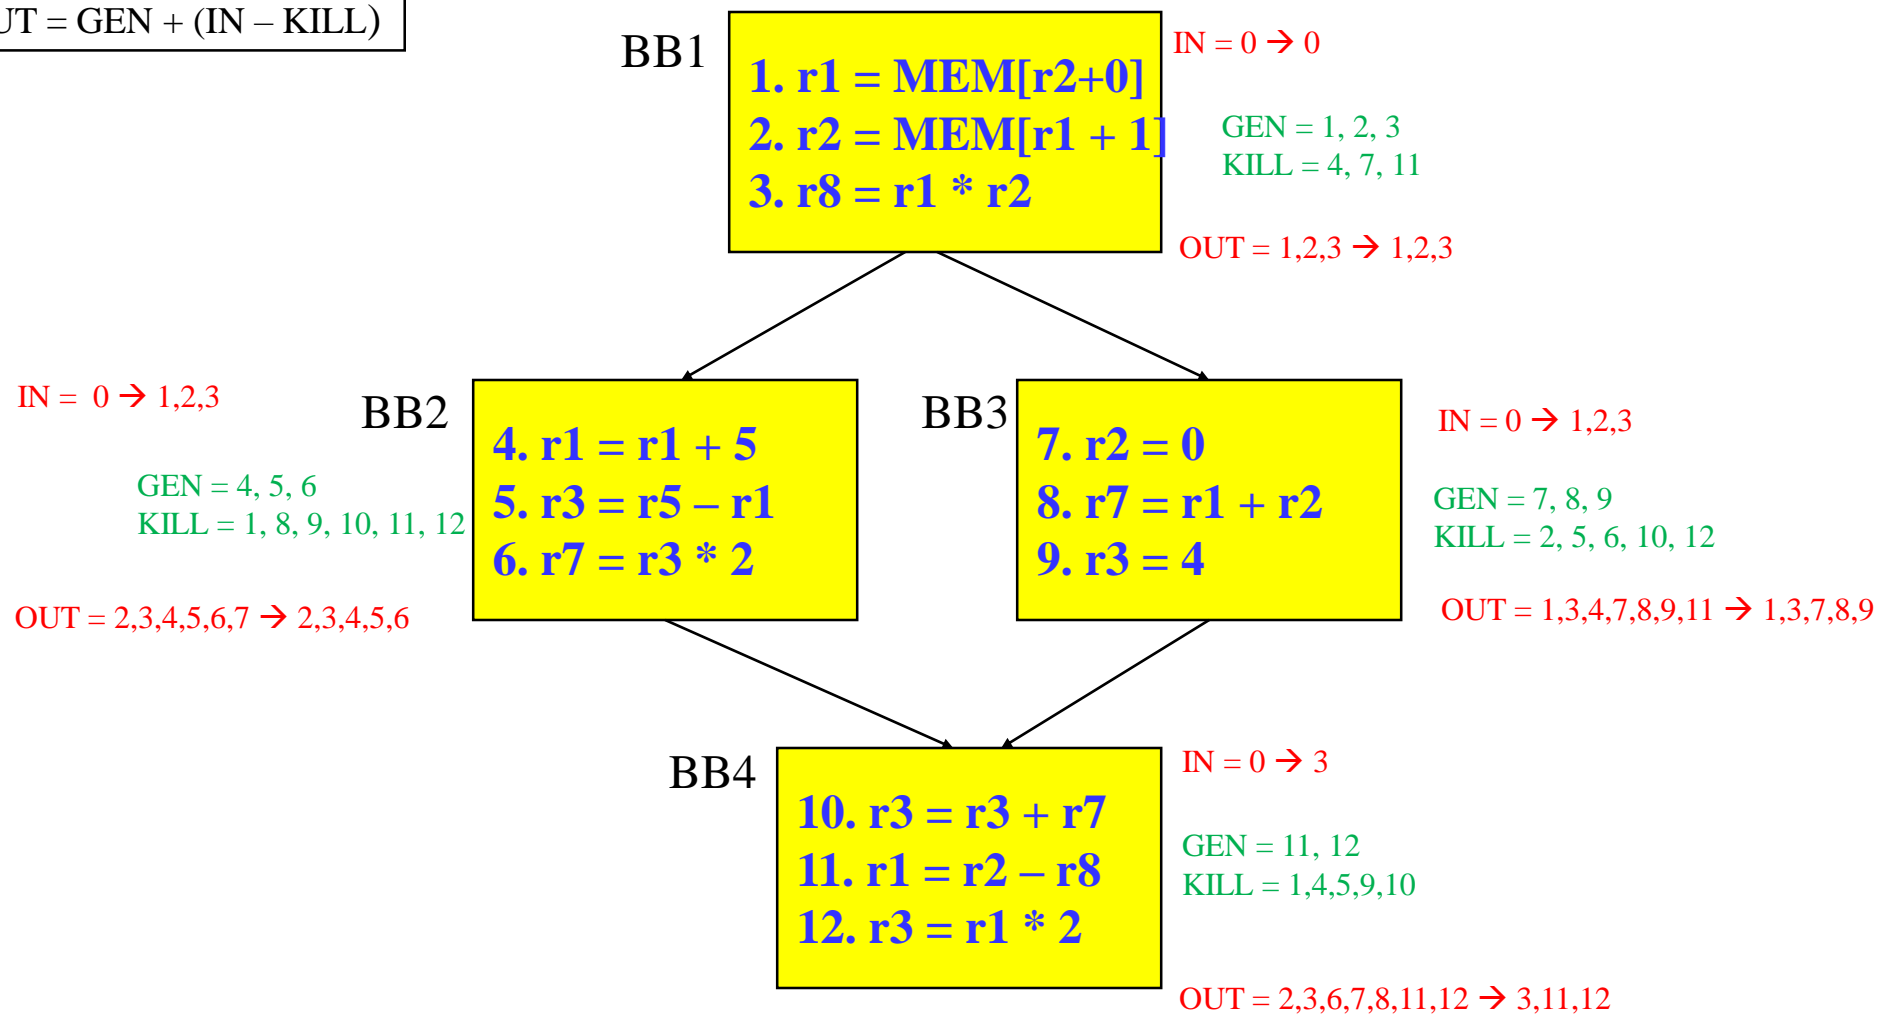 UT = GEN + (IN – KILL)
BB1
1. r1 = MEM[r2+0]
2. r2 = MEM[r1 + 1]
3. r8 = r1 * r2
IN = 0 → 0
GEN = 1, 2, 3
KILL = 4, 7, 11
OUT = 1,2,3 → 1,2,3
IN = 0 → 1,2,3
BB2
GEN = 4, 5, 6
KILL = 1, 8, 9, 10, 11, 12
4. r1 = r1 + 5
5. r3 = r5 – r1
6. r7 = r3 * 2
OUT = 2,3,4,5,6,7 → 2,3,4,5,6
BB3
7. r2 = 0
8. r7 = r1 + r2
9. r3 = 4
IN = 0 → 1,2,3
GEN = 7, 8, 9
KILL = 2, 5, 6, 10, 12
OUT = 1,3,4,7,8,9,11 → 1,3,7,8,9
BB4
10. r3 = r3 + r7
11. r1 = r2 – r8
12. r3 = r1 * 2
IN = 0 → 3
GEN = 11, 12
KILL = 1,4,5,9,10
OUT = 2,3,6,7,8,11,12 → 3,11,12